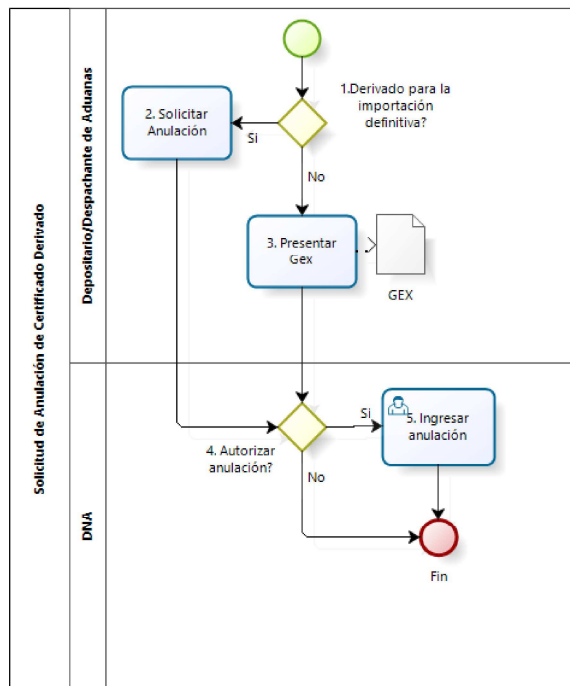 Solicitud de Anulación de Certificado Derivado
Depositario/Despachante de Aduanas
1.Derivado para la
importación
definitiva?
2. Solicitar
Anulación
Si
No
3. Presentar
Gex
GEX
DNA
4. Autorizar
anulación?
Si
5. Ingresar
anulación
No
Fin